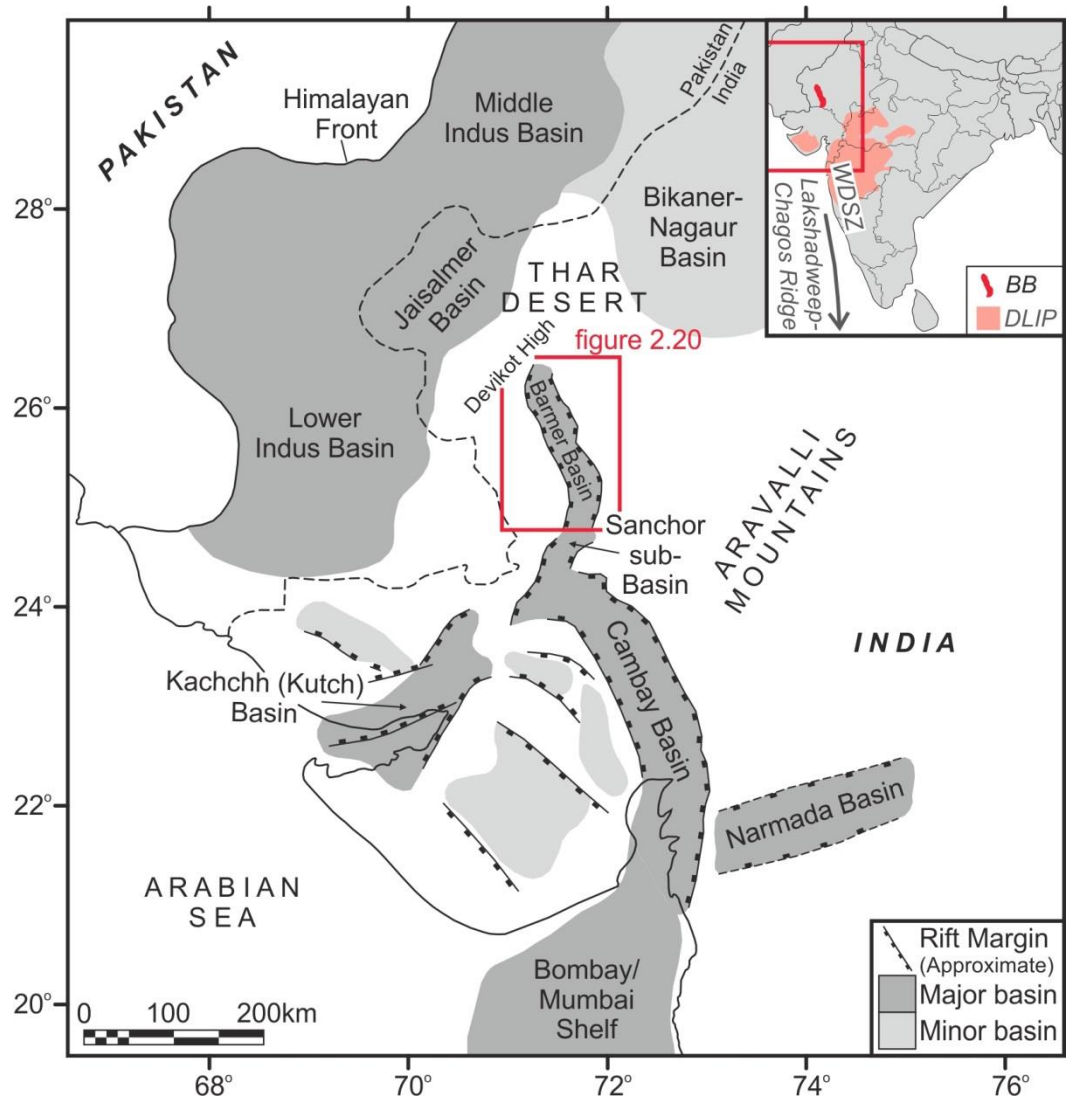 PAKISTAN
Himalayan
Front
Middle
Indus Basin
Pakistan
India
Bikaner-
Nagaur
Basin
28°
Jaisalmer
Basin
THAR
DESERT
Devikot High
figure 2.20
26°
Lower
Indus Basin
Barmer Basin
Sanchor
sub-
Basin
ARAVALLI
MOUNTAINS
24°
INDIA
Kachchh (Kutch)
Basin
Cambay Basin
22°
Narmada Basin
ARABIAN
SEA
20°
Bombay/
Mumbai
Shelf
0 100 200km
68° 70° 72° 74° 76°
WDSZ
Lakshadweep-
Chagos Ridge
BB
DLIP
Rift Margin
(Approximate)
Major basin
Minor basin